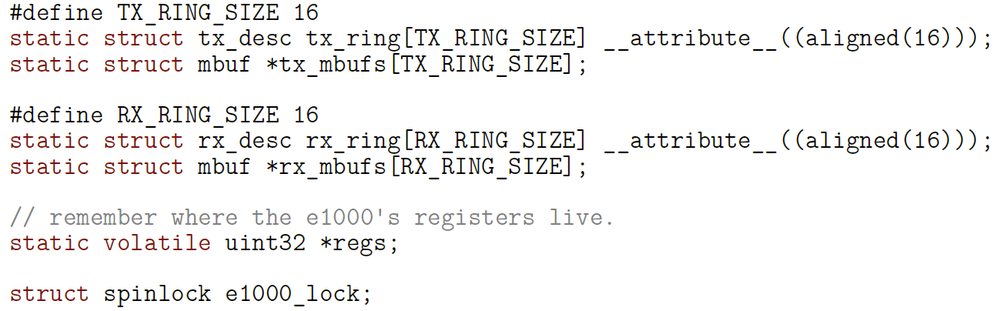 #define TX_RING_SIZE 16
static struct tx_desc tx_ring[TX_RING_SIZE] __attribute__((aligned(16)));
static struct mbuf *tx_mbufs[TX_RING_SIZE];

#define RX_RING_SIZE 16
static struct rx_desc rx_ring[RX_RING_SIZE] __attribute__((aligned(16)));
static struct mbuf *rx_mbufs[RX_RING_SIZE];

// remember where the e1000's registers live.
static volatile uint32 *regs;

struct spinlock e1000_lock;